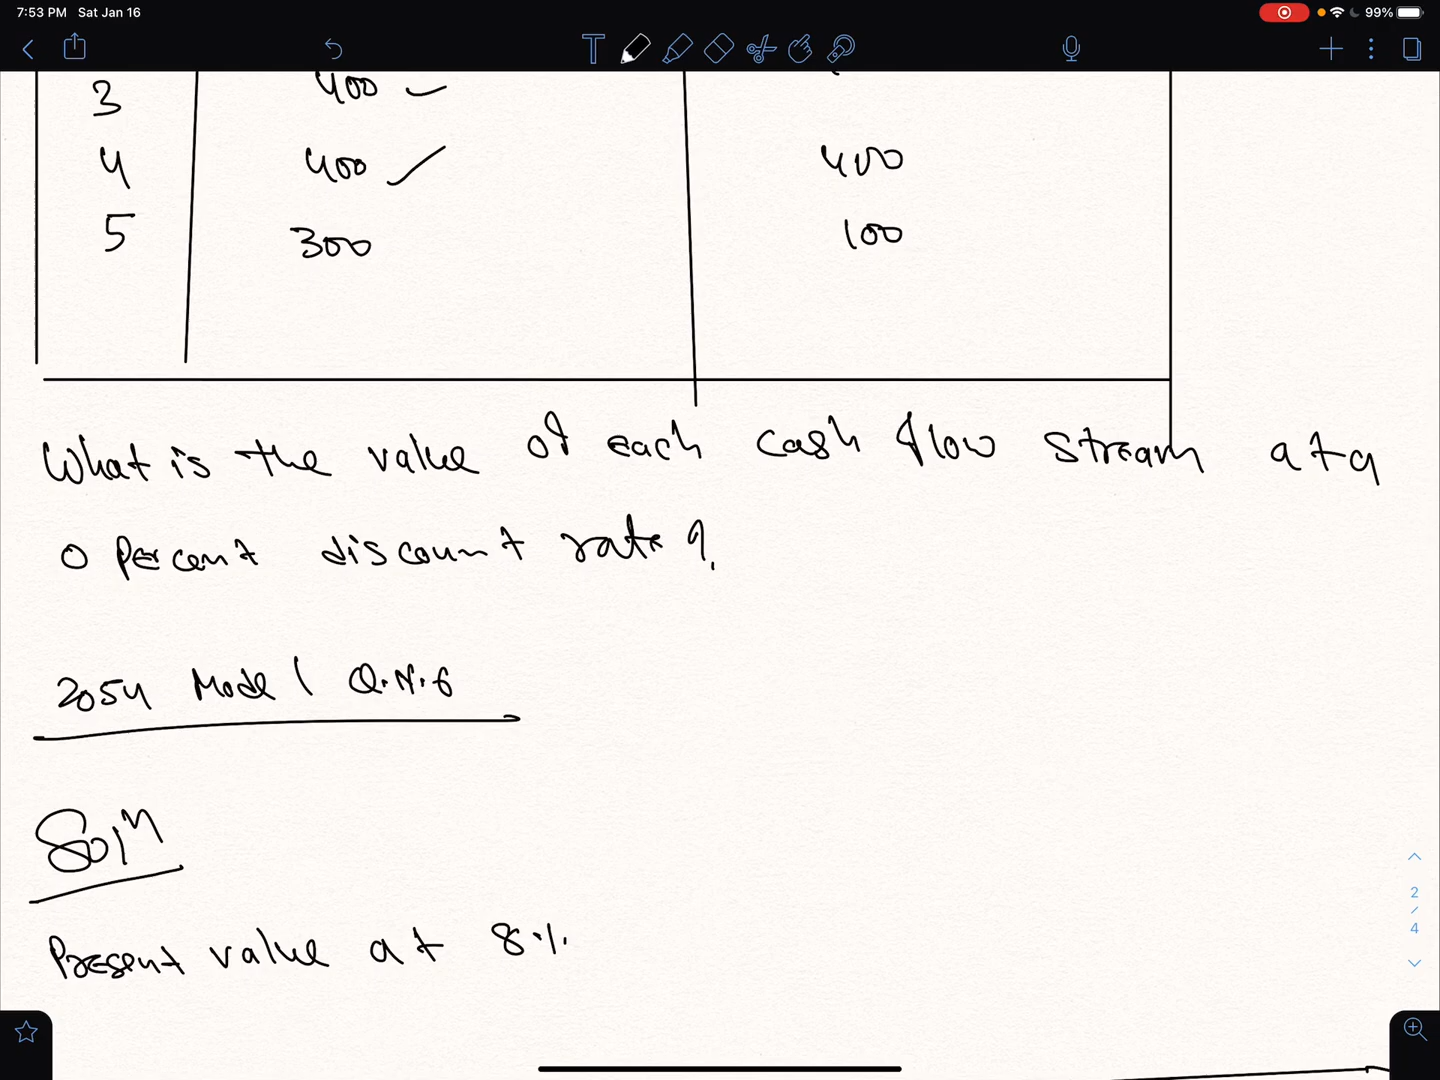 7:53 PM Sat Jan 16 99%
3 400
4 400 400
5 300 100
What is the value of each cash flow stream at a
0 percent discount rate?
2054 Model Q.N.6
Solⁿ
Present value at 8%
2
/
4